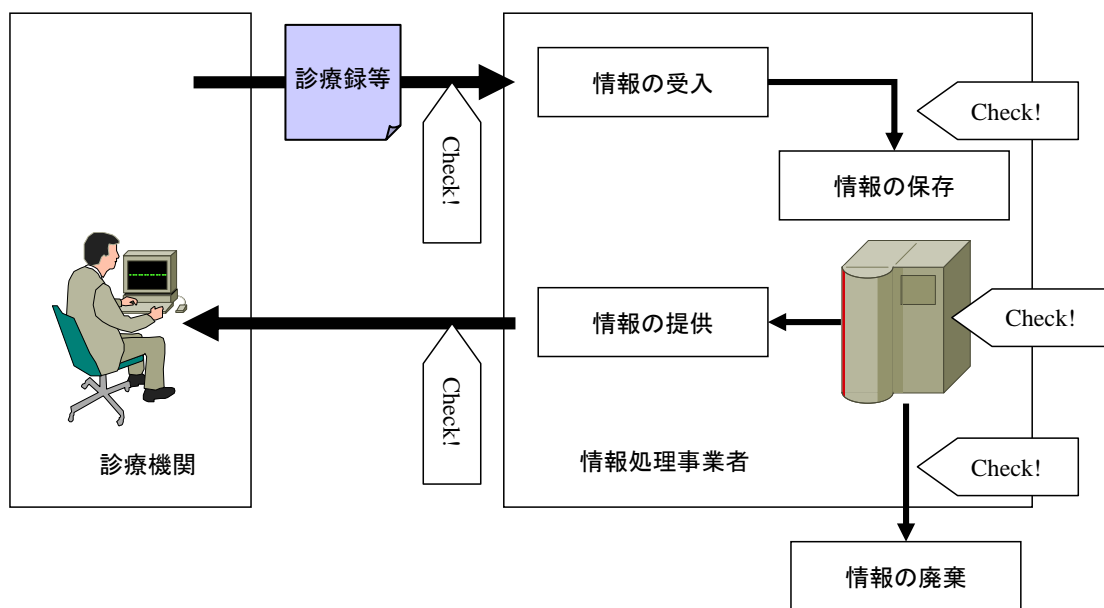 診療録等
Check!
情報の受入
Check!
情報の保存
情報の提供
Check!
Check!
診療機関
情報処理事業者
Check!
情報の廃棄